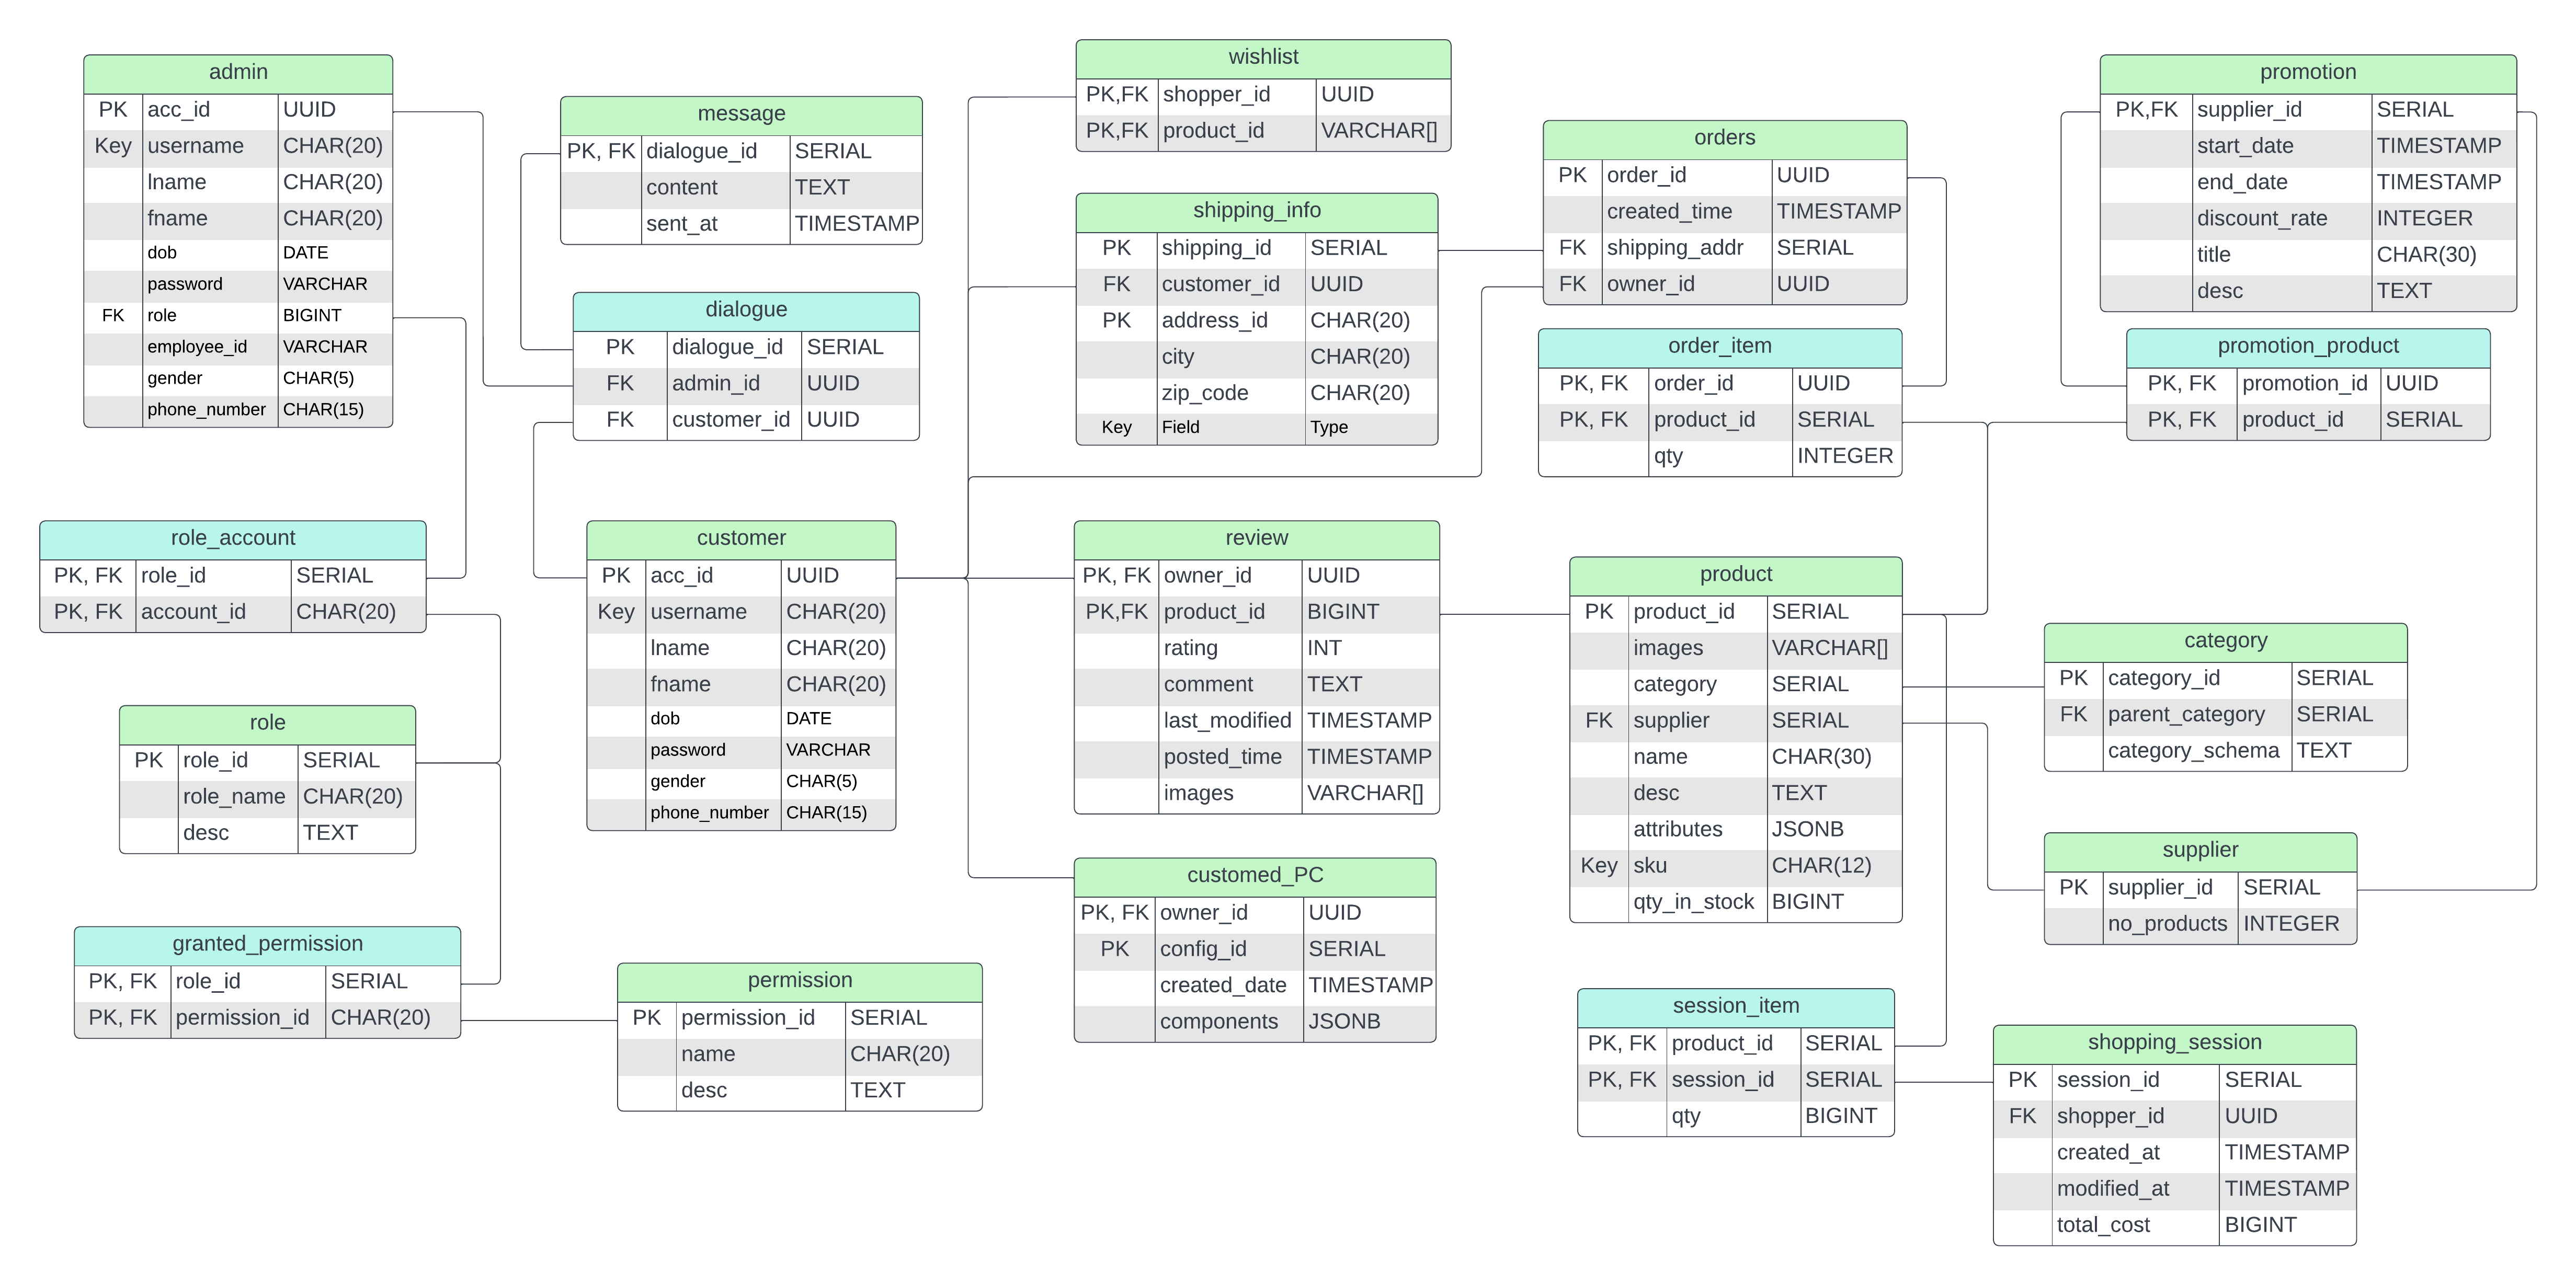 admin
PK acc_id UUID
Key username CHAR(20)
lname CHAR(20)
fname CHAR(20)
dob DATE
password VARCHAR
FK role BIGINT
employee_id VARCHAR
gender CHAR(5)
phone_number CHAR(15)
message
PK, FK dialogue_id SERIAL
content TEXT
sent_at TIMESTAMP
dialogue
PK dialogue_id SERIAL
FK admin_id UUID
FK customer_id UUID
wishlist
PK,FK shopper_id UUID
PK,FK product_id VARCHAR[]
shipping_info
PK shipping_id SERIAL
FK customer_id UUID
PK address_id CHAR(20)
city CHAR(20)
zip_code CHAR(20)
Key Field Type
orders
PK order_id UUID
created_time TIMESTAMP
FK shipping_addr SERIAL
FK owner_id UUID
order_item
PK, FK order_id UUID
PK, FK product_id SERIAL
qty INTEGER
promotion
PK,FK supplier_id SERIAL
start_date TIMESTAMP
end_date TIMESTAMP
discount_rate INTEGER
title CHAR(30)
desc TEXT
promotion_product
PK, FK promotion_id UUID
PK, FK product_id SERIAL
role_account
PK, FK role_id SERIAL
PK, FK account_id CHAR(20)
role
PK role_id SERIAL
role_name CHAR(20)
desc TEXT
granted_permission
PK, FK role_id SERIAL
PK, FK permission_id CHAR(20)
customer
PK acc_id UUID
Key username CHAR(20)
lname CHAR(20)
fname CHAR(20)
dob DATE
password VARCHAR
gender CHAR(5)
phone_number CHAR(15)
permission
PK permission_id SERIAL
name CHAR(20)
desc TEXT
review
PK, FK owner_id UUID
PK,FK product_id BIGINT
rating INT
comment TEXT
last_modified TIMESTAMP
posted_time TIMESTAMP
images VARCHAR[]
customed_PC
PK, FK owner_id UUID
PK config_id SERIAL
created_date TIMESTAMP
components JSONB
product
PK product_id SERIAL
images VARCHAR[]
category SERIAL
FK supplier SERIAL
name CHAR(30)
desc TEXT
attributes JSONB
Key sku CHAR(12)
qty_in_stock BIGINT
category
PK category_id SERIAL
FK parent_category SERIAL
category_schema TEXT
supplier
PK supplier_id SERIAL
no_products INTEGER
session_item
PK, FK product_id SERIAL
PK, FK session_id SERIAL
qty BIGINT
shopping_session
PK session_id SERIAL
FK shopper_id UUID
created_at TIMESTAMP
modified_at TIMESTAMP
total_cost BIGINT